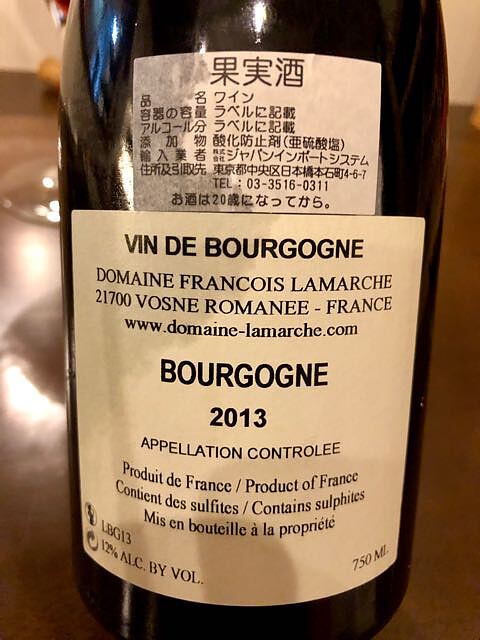 果実酒
品 名 ワイン
容器の容量 ラベルに記載
アルコール分 ラベルに記載
添加物 酸化防止剤(亜硫酸塩)
輸入業者 株式会社ジャパンインポートシステム
住所及引取先 東京都中央区日本橋本石町4-6-7
TEL:03-3516-0311
お酒は20歳になってから。
VIN DE BOURGOGNE
DOMAINE FRANCOIS LAMARCHE
21700 VOSNE ROMANEE - FRANCE
www.domaine-lamarche.com
BOURGOGNE
2013
APPELLATION CONTROLEE
Produit de France / Product of France
Contient des sulfites / Contains sulphites
Mis en bouteille à la propriété
LBG13
12% ALC. BY VOL.
750 ML